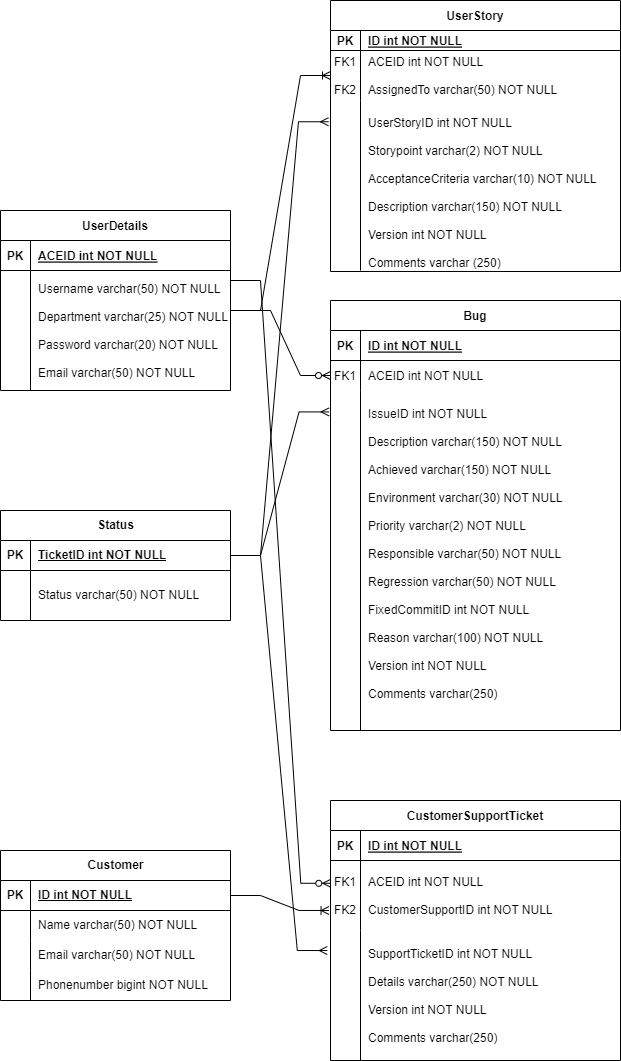 UserStory
PK ID int NOT NULL
FK1 ACEID int NOT NULL
FK2 AssignedTo varchar(50) NOT NULL
UserStoryID int NOT NULL
Storypoint varchar(2) NOT NULL
AcceptanceCriteria varchar(10) NOT NULL
Description varchar(150) NOT NULL
Version int NOT NULL
Comments varchar (250)
UserDetails
PK ACEID int NOT NULL
Username varchar(50) NOT NULL
Department varchar(25) NOT NULL
Password varchar(20) NOT NULL
Email varchar(50) NOT NULL
Bug
PK ID int NOT NULL
FK1 ACEID int NOT NULL
IssueID int NOT NULL
Description varchar(150) NOT NULL
Achieved varchar(150) NOT NULL
Environment varchar(30) NOT NULL
Priority varchar(2) NOT NULL
Responsible varchar(50) NOT NULL
Regression varchar(50) NOT NULL
FixedCommitID int NOT NULL
Reason varchar(100) NOT NULL
Version int NOT NULL
Comments varchar(250)
Status
PK TicketID int NOT NULL
Status varchar(50) NOT NULL
CustomerSupportTicket
PK ID int NOT NULL
FK1 ACEID int NOT NULL
FK2 CustomerSupportID int NOT NULL
SupportTicketID int NOT NULL
Details varchar(250) NOT NULL
Version int NOT NULL
Comments varchar(250)
Customer
PK ID int NOT NULL
Name varchar(50) NOT NULL
Email varchar(50) NOT NULL
Phonenumber bigint NOT NULL